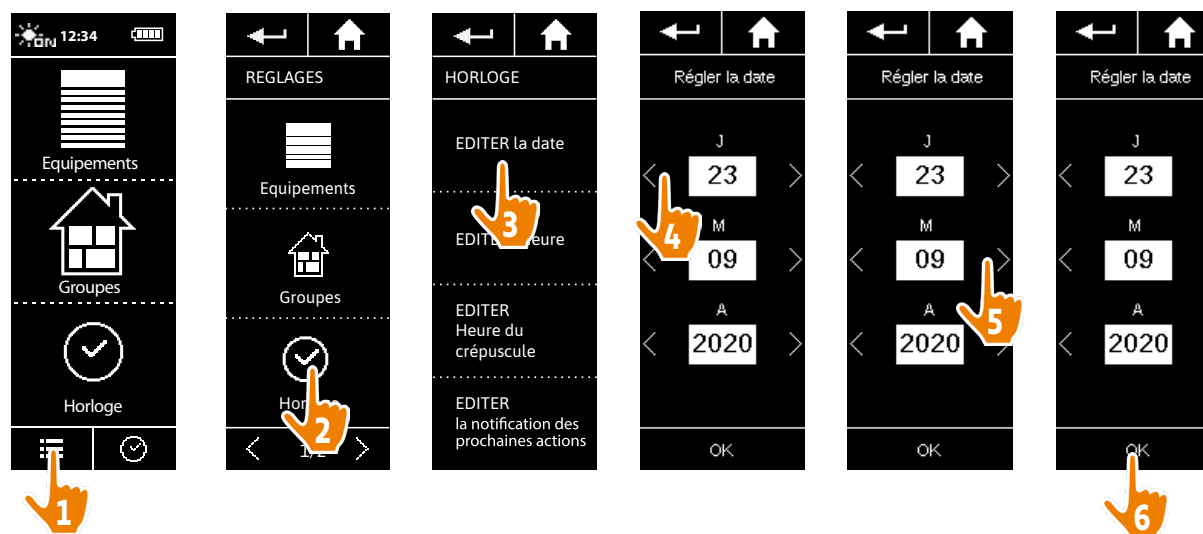 ON 12:34
Equipements
Groupes
Horloge
1
REGLAGES
Equipements
Groupes
2
HORLOGE
EDITER la date
3
EDITER
Heure du
crépuscule
EDITER
la notification des
prochaines actions
Régler la date
J
23
4
M
09
A
2020
OK
Régler la date
J
23
M
09
A
5
2020
OK
Régler la date
J
23
M
09
A
2020
OK
6